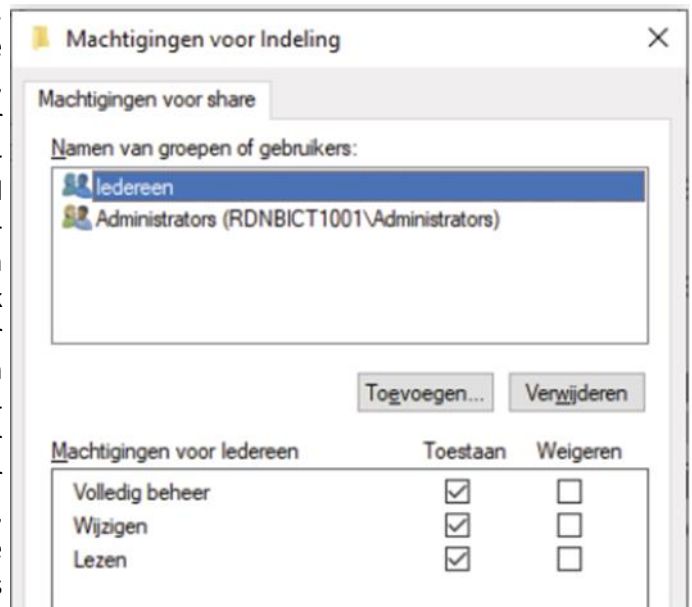 Machtigingen voor Indeling
Machtigingen voor share
Namen van groepen of gebruikers:
Iedereen
Administrators (RDNBICT1001\Administrators)
Toevoegen... Verwijderen
Machtigingen voor Iedereen Toestaan Weigeren
Volledig beheer
Wijzigen
Lezen